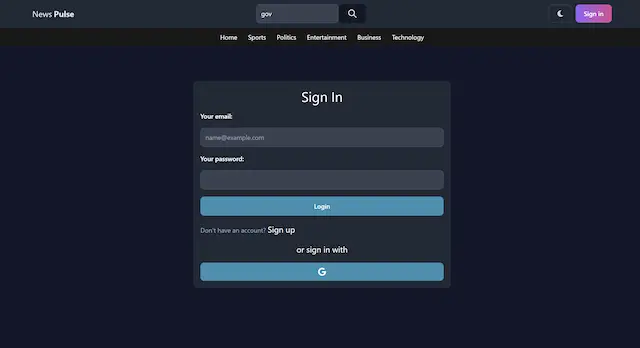 News Pulse
gov
Sign in
Home Sports Politics Entertainment Business Technology
Sign In
Your email:
name@example.com
Your password:
Login
Don't have an account? Sign up
or sign in with
G